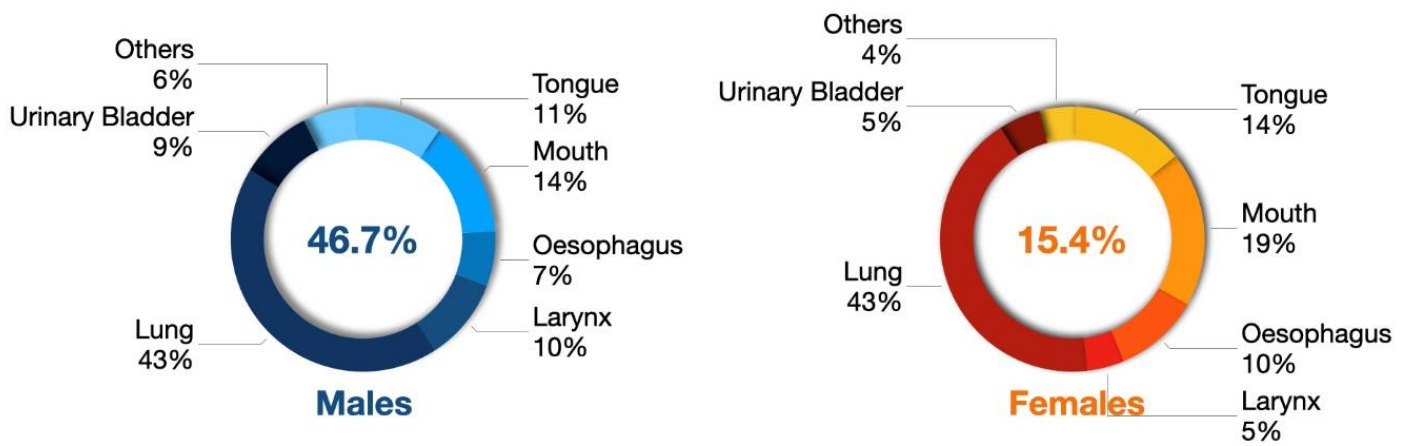 Others
6%
Urinary Bladder
9%
Tongue
11%
Mouth
14%
46.7%
Oesophagus
7%
Lung
43%
Larynx
10%
Males
Others
4%
Urinary Bladder
5%
Tongue
14%
Mouth
19%
15.4%
Lung
43%
Oesophagus
10%
Larynx
5%
Females